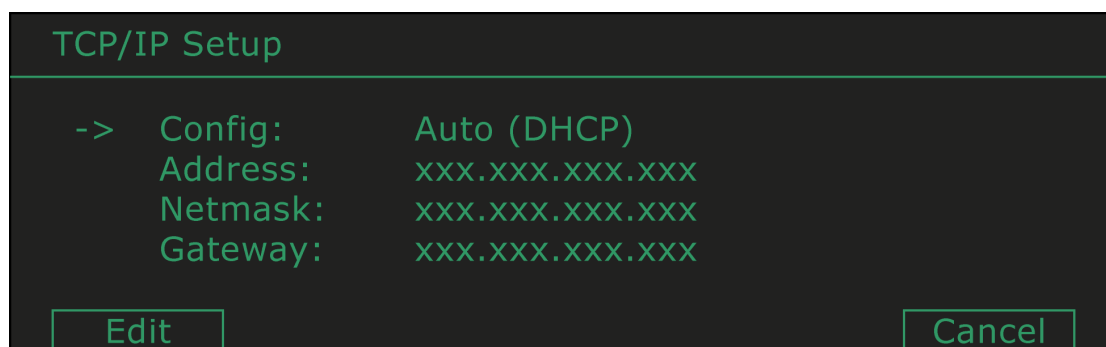 TCP/IP Setup
-> Config: Auto (DHCP)
Address: xxx.xxx.xxx.xxx
Netmask: xxx.xxx.xxx.xxx
Gateway: xxx.xxx.xxx.xxx
Edit Cancel